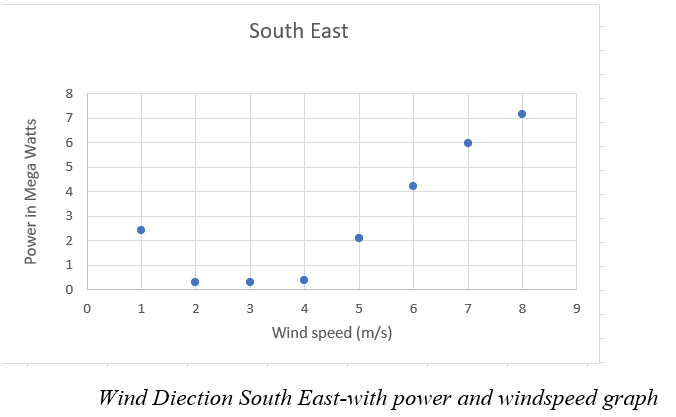 South East
8
7
6
5
4
3
2
1
0
Power in Mega Watts
0 1 2 3 4 5 6 7 8 9
Wind speed (m/s)
Wind Diection South East-with power and windspeed graph